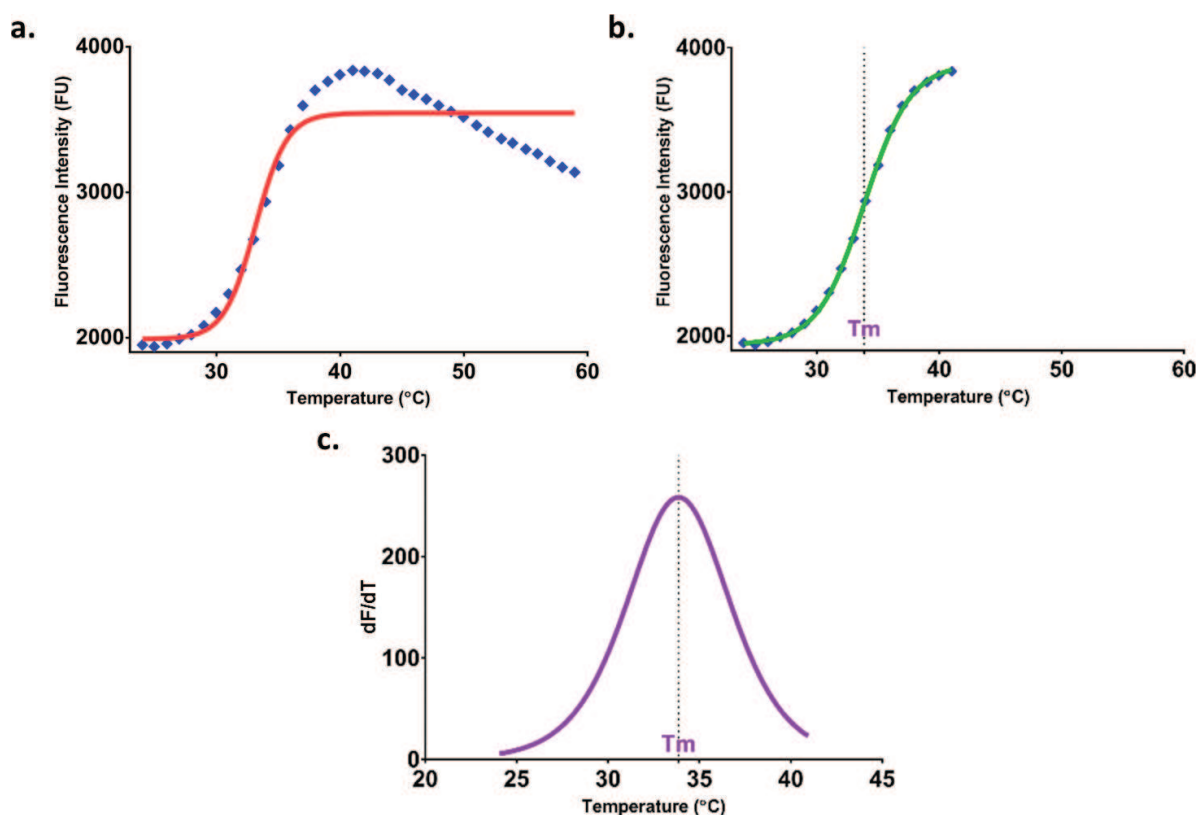 a.
Fluorescence Intensity (FU)
4000
3000
2000
30 40 50 60
Temperature (°C)
b.
Fluorescence Intensity (FU)
4000
3000
2000
Tm
30 40 50 60
Temperature (°C)
c.
dF/dT
300
200
100
0
Tm
20 25 30 35 40 45
Temperature (°C)